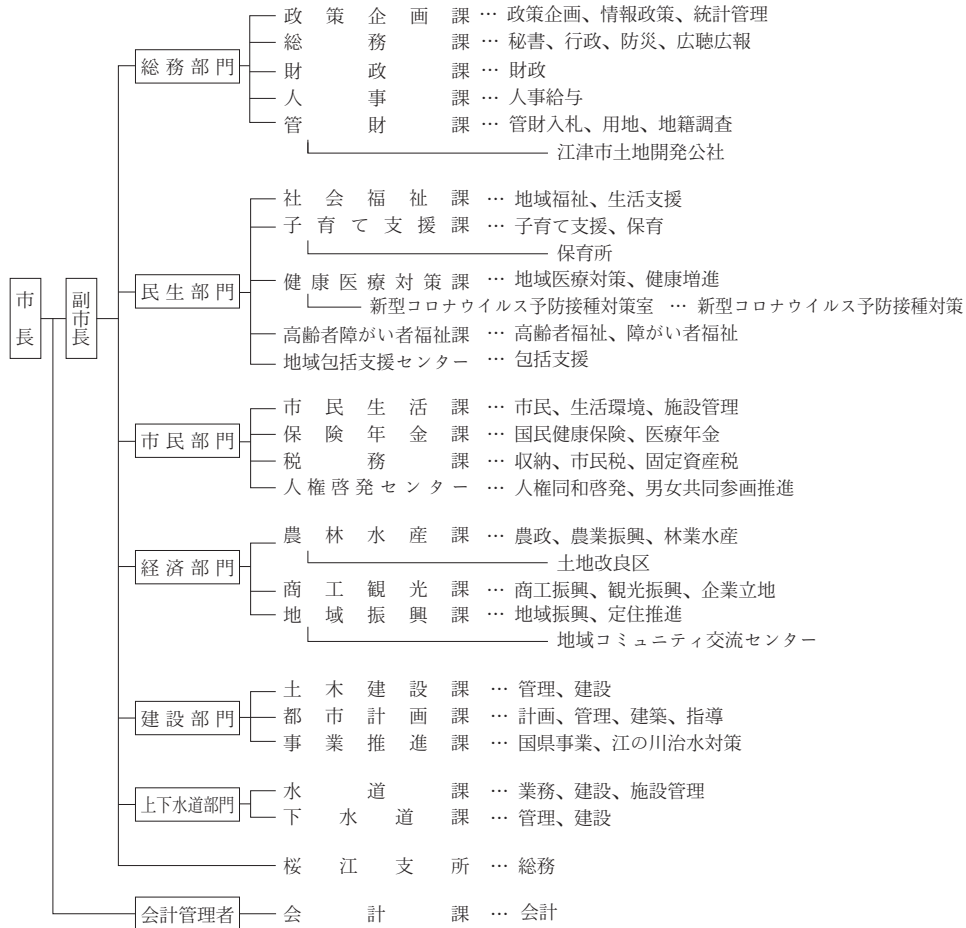 政策企画課 … 政策企画、情報政策、統計管理
総務課 … 秘書、行政、防災、広聴広報
総務部門
財政課 … 財政
人事課 … 人事給与
管財課 … 管財入札、用地、地籍調査
江津市土地開発公社
社会福祉課 … 地域福祉、生活支援
子育て支援課 … 子育て支援、保育
保育所
市長
副市長
民生部門
健康医療対策課 … 地域医療対策、健康増進
新型コロナウイルス予防接種対策室 … 新型コロナウイルス予防接種対策
高齢者障がい者福祉課 … 高齢者福祉、障がい者福祉
地域包括支援センター … 包括支援
市民生活課 … 市民、生活環境、施設管理
市民部門
保険年金課 … 国民健康保険、医療年金
税務課 … 収納、市民税、固定資産税
人権啓発センター … 人権同和啓発、男女共同参画推進
農林水産課 … 農政、農業振興、林業水産
土地改良区
経済部門
商工観光課 … 商工振興、観光振興、企業立地
地域振興課 … 地域振興、定住推進
地域コミュニティ交流センター
土木建設課 … 管理、建設
建設部門
都市計画課 … 計画、管理、建築、指導
事業推進課 … 国県事業、江の川治水対策
上下水道部門
水道課 … 業務、建設、施設管理
下水道課 … 管理、建設
桜江支所 … 総務
会計管理者
会計課 … 会計